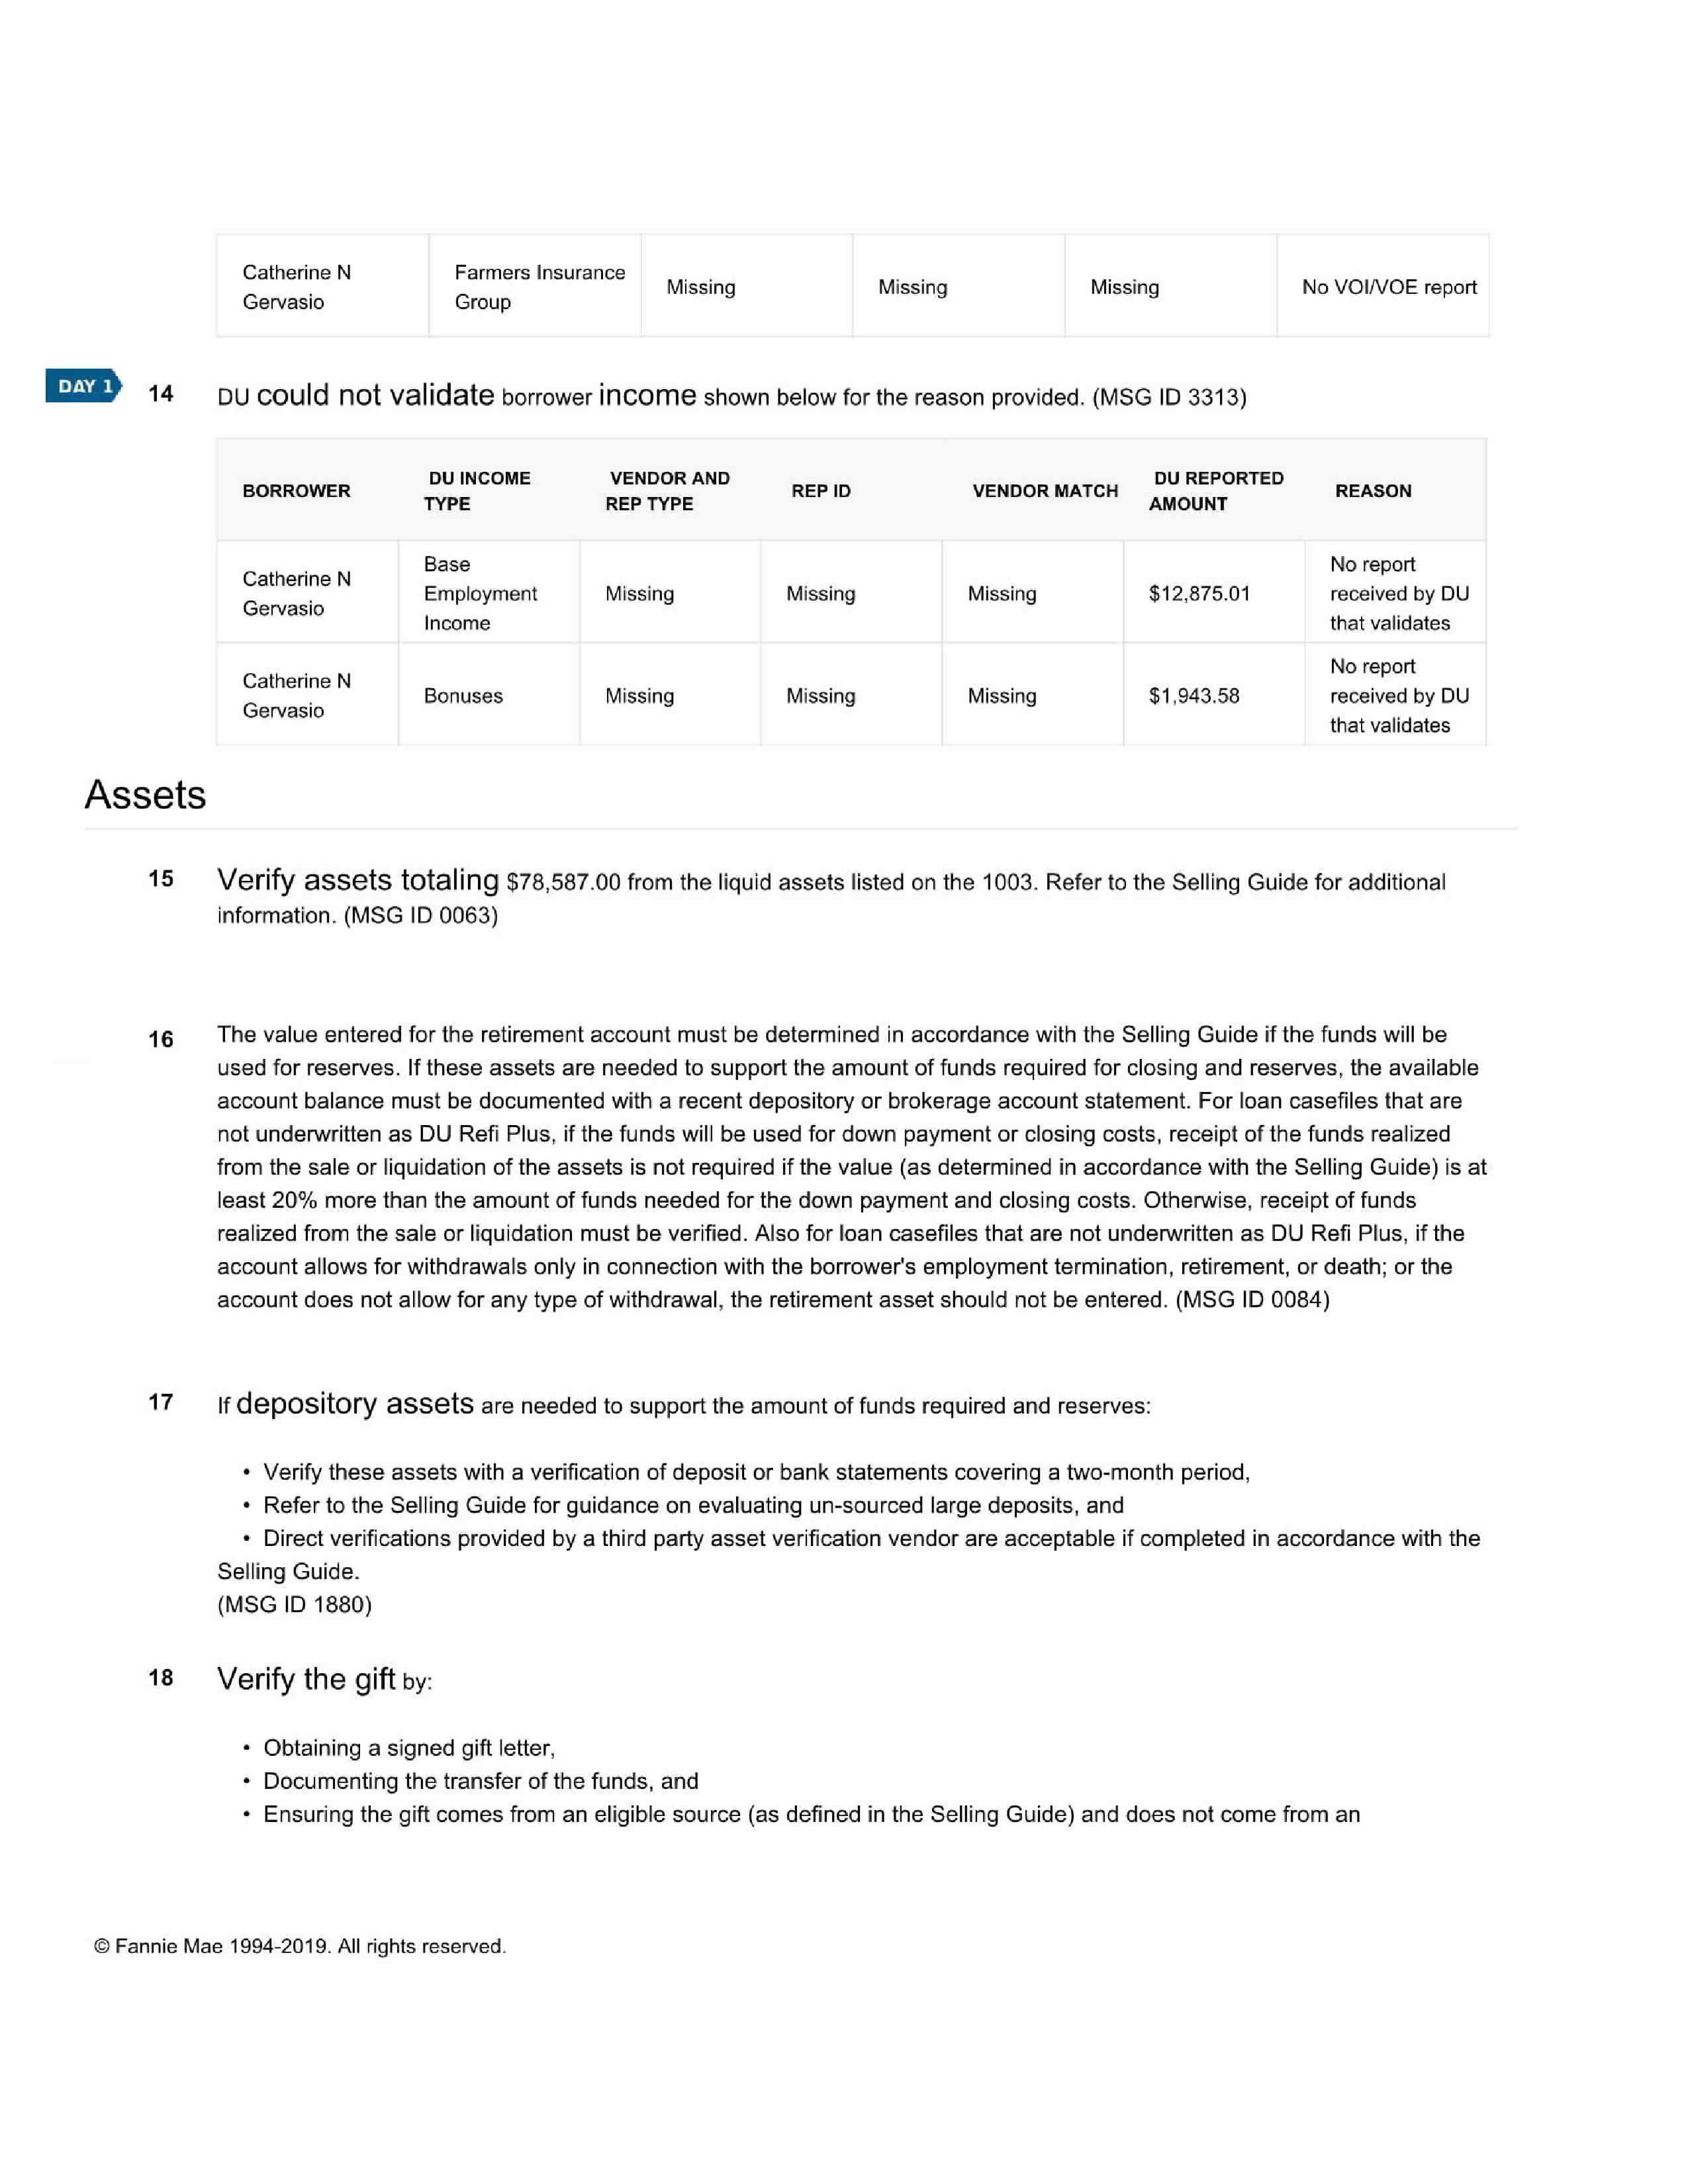 Catherine N
Gervasio
Farmers Insurance
Group
Missing
Missing
Missing
No VOI/VOE report
DAY 1
14 DU could not validate borrower income shown below for the reason provided. (MSG ID 3313)
BORROWER
DU INCOME
TYPE
VENDOR AND
REP TYPE
REP ID
VENDOR MATCH
DU REPORTED
AMOUNT
REASON
Catherine N
Gervasio
Base
Employment
Income
Missing
Missing
Missing
$12,875.01
No report
received by DU
that validates
Catherine N
Gervasio
Bonuses
Missing
Missing
Missing
$1,943.58
No report
received by DU
that validates
Assets
15 Verify assets totaling $78,587.00 from the liquid assets listed on the 1003. Refer to the Selling Guide for additional
information. (MSG ID 0063)
16 The value entered for the retirement account must be determined in accordance with the Selling Guide if the funds will be
used for reserves. If these assets are needed to support the amount of funds required for closing and reserves, the available
account balance must be documented with a recent depository or brokerage account statement. For loan casefiles that are
not underwritten as DU Refi Plus, if the funds will be used for down payment or closing costs, receipt of the funds realized
from the sale or liquidation of the assets is not required if the value (as determined in accordance with the Selling Guide) is at
least 20% more than the amount of funds needed for the down payment and closing costs. Otherwise, receipt of funds
realized from the sale or liquidation must be verified. Also for loan casefiles that are not underwritten as DU Refi Plus, if the
account allows for withdrawals only in connection with the borrower's employment termination, retirement, or death; or the
account does not allow for any type of withdrawal, the retirement asset should not be entered. (MSG ID 0084)
17 If depository assets are needed to support the amount of funds required and reserves:
• Verify these assets with a verification of deposit or bank statements covering a two-month period,
• Refer to the Selling Guide for guidance on evaluating un-sourced large deposits, and
• Direct verifications provided by a third party asset verification vendor are acceptable if completed in accordance with the
Selling Guide.
(MSG ID 1880)
18 Verify the gift by:
• Obtaining a signed gift letter,
• Documenting the transfer of the funds, and
• Ensuring the gift comes from an eligible source (as defined in the Selling Guide) and does not come from an
© Fannie Mae 1994-2019. All rights reserved.